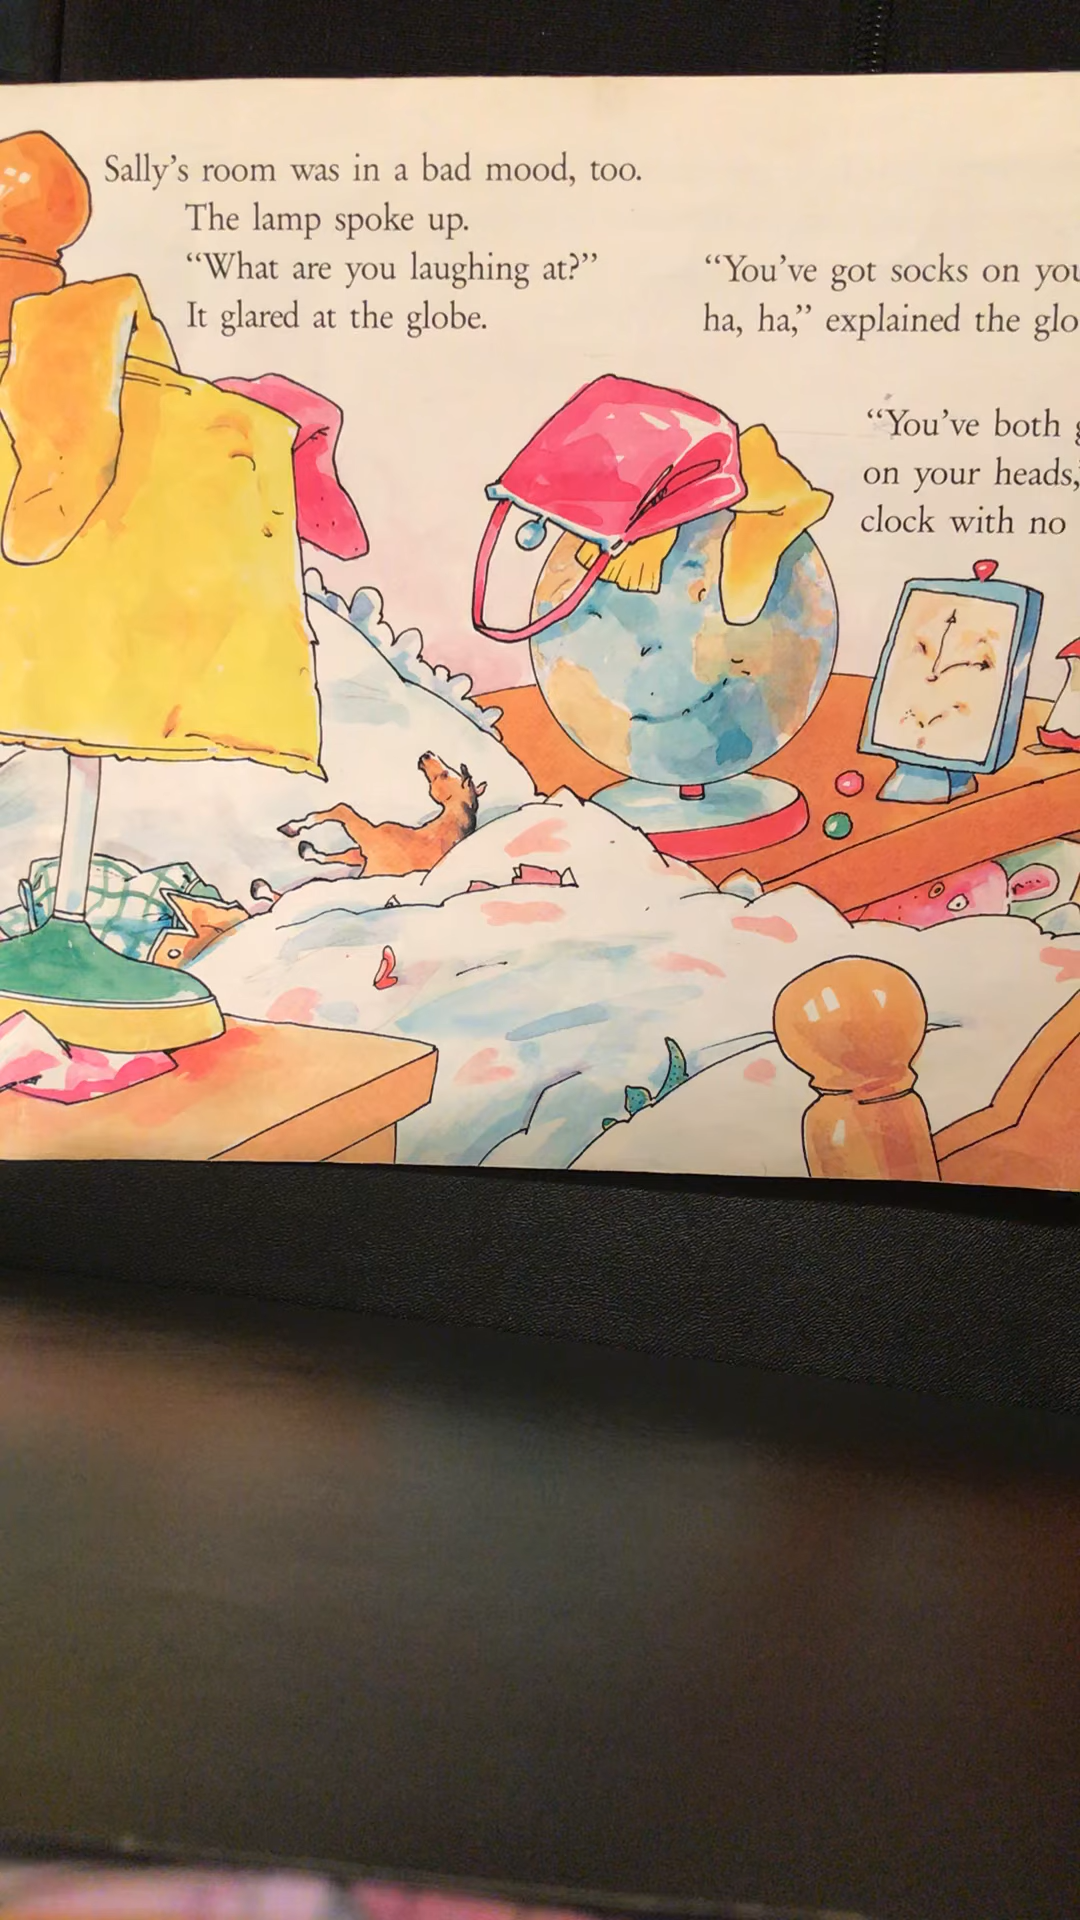 Sally’s room was in a bad mood, too.
The lamp spoke up.
“What are you laughing at?”
It glared at the globe.
“You’ve got socks on
ha, ha,” explained the
“You’ve both
on your heads,
clock with no